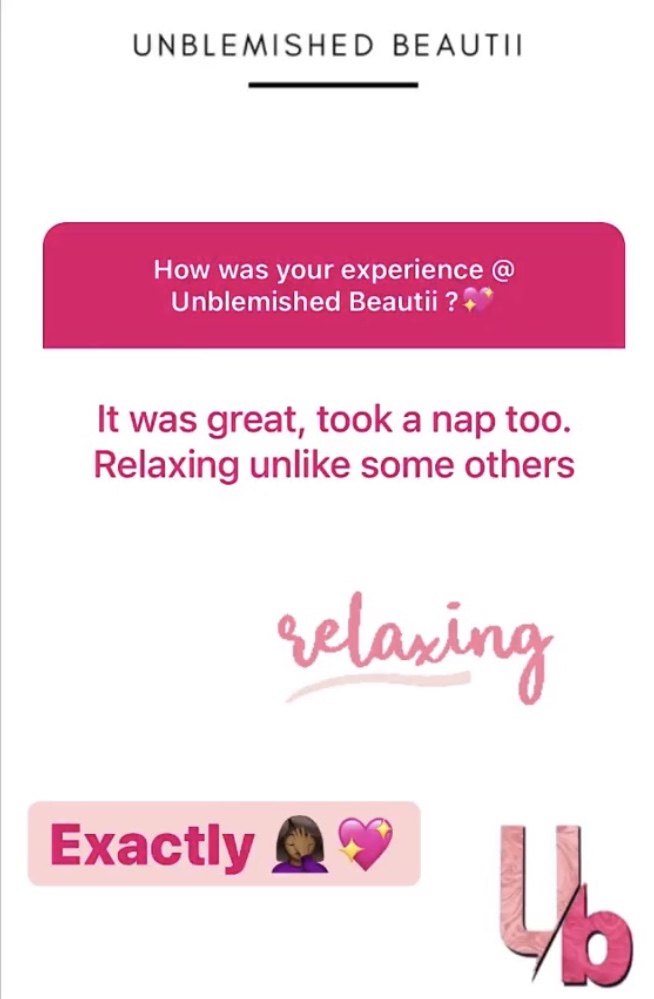 UNBLEMISHED BEAUTII
How was your experience @
Unblemished Beautii ?💖
It was great, took a nap too.
Relaxing unlike some others
relaxing
Exactly 🤦🏾‍♀️💖
Ub